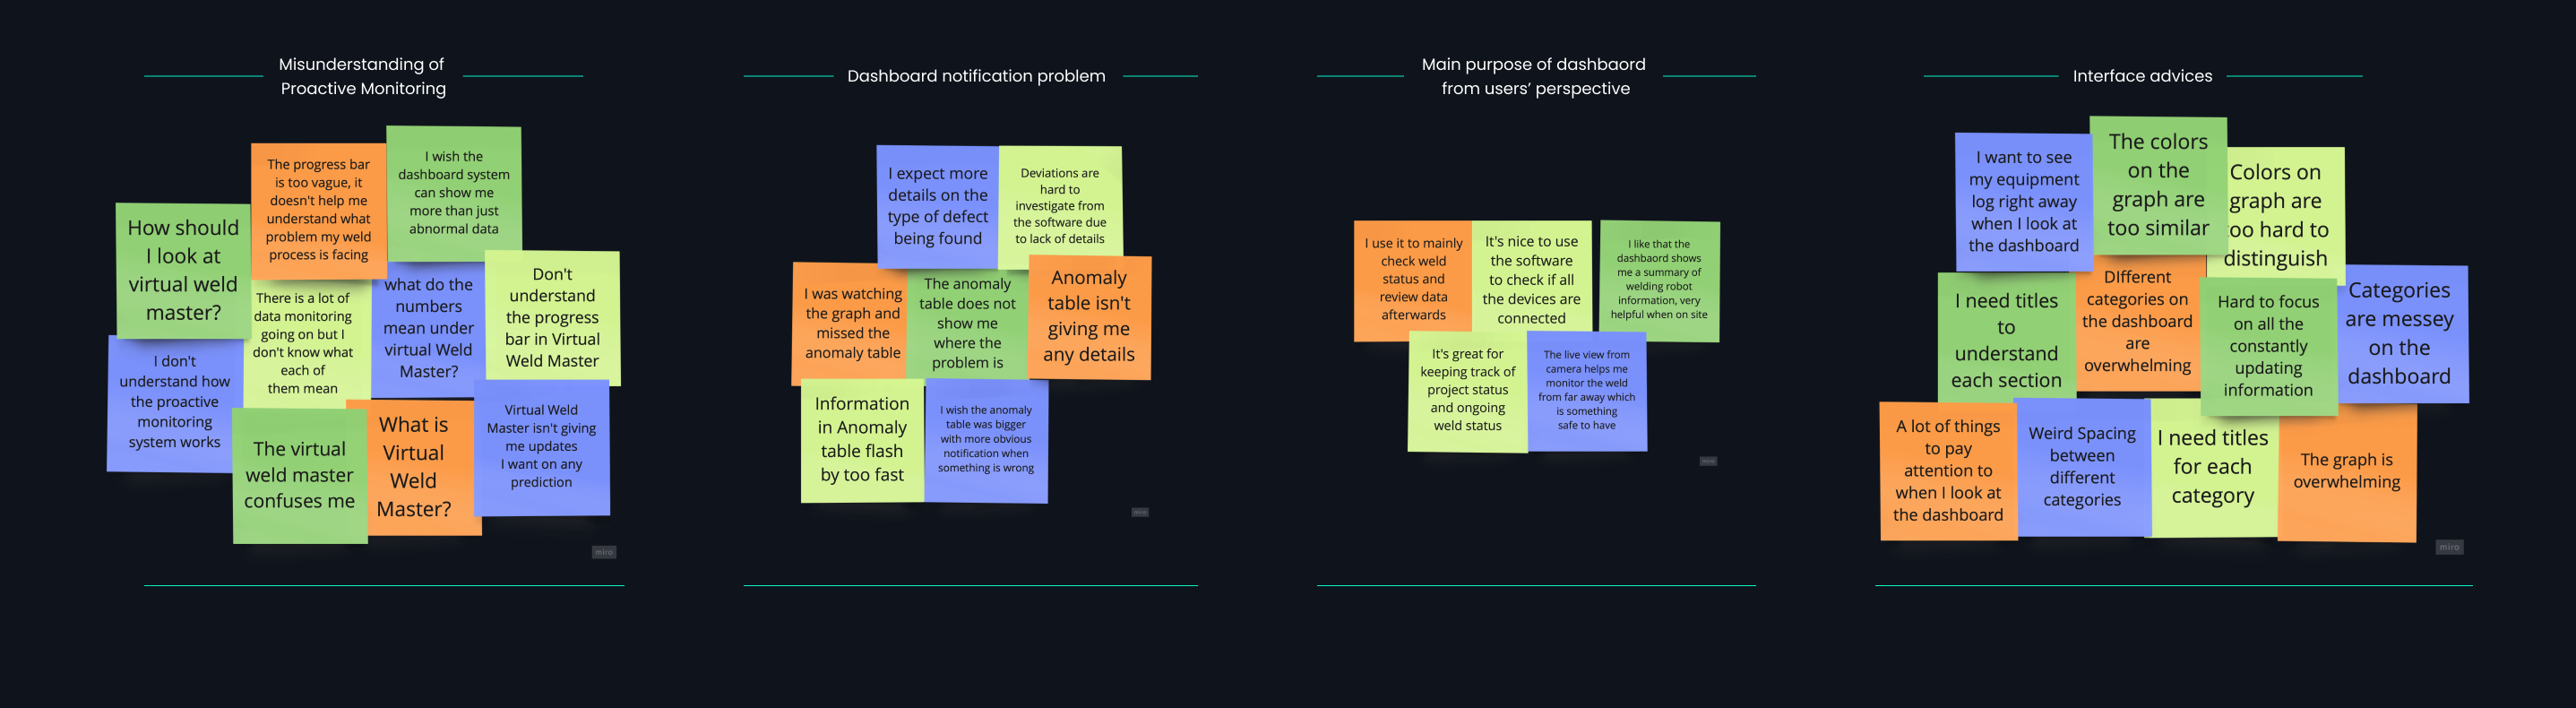 Misunderstanding of
Proactive Monitoring
How should
I look at
virtual weld
master?
The progress bar
is too vague, it
doesn't help me
understand what
problem my weld
process is facing
I wish the
dashboard system
can show me
more than just
abnormal data
I don't
understand how
the proactive
monitoring
system works
There is a lot of
data monitoring
going on but I
don't know what
each of
them mean
what do the
numbers
mean under
virtual Weld
Master?
Don't
understand
the progress
bar in Virtual
Weld Master
The virtual
weld master
confuses me
What is
Virtual
Weld
Master?
Virtual Weld
Master isn't giving
me updates
I want on any
prediction
miro
Dashboard notification problem
I expect more
details on the
type of defect
being found
Deviations are
hard to
investigate from
the software due
to lack of details
I was watching
the graph and
missed the
anomaly table
The anomaly
table does not
show me
where the
problem is
Anomaly
table isn't
giving me
any details
Information
in Anomaly
table flash
by too fast
I wish the anomaly
table was bigger
with more obvious
notification when
something is wrong
miro
Main purpose of dashbaord
from users' perspective
I use it to mainly
check weld
status and
review data
afterwards
It's nice to use
the software
to check if all
the devices are
connected
I like that the
dashbaord shows
me a summary of
welding robot
information, very
helpful when on site
It's great for
keeping track of
project status
and ongoing
weld status
The live view from
camera helps me
monitor the weld
from far away which
is something
safe to have
miro
Interface advices
I want to see
my equipment
log right away
when I look at
the dashboard
The colors
on the
graph are
too similar
Colors on
graph are
too hard to
distinguish
I need titles
to
understand
each section
DIfferent
categories on
the dashboard
are
overwhelming
Hard to focus
on all the
constantly
updating
information
Categories
are messey
on the
dashboard
A lot of things
to pay
attention to
when I look at
the dashboard
Weird Spacing
between
different
categories
I need titles
for each
category
The graph is
overwhelming
miro